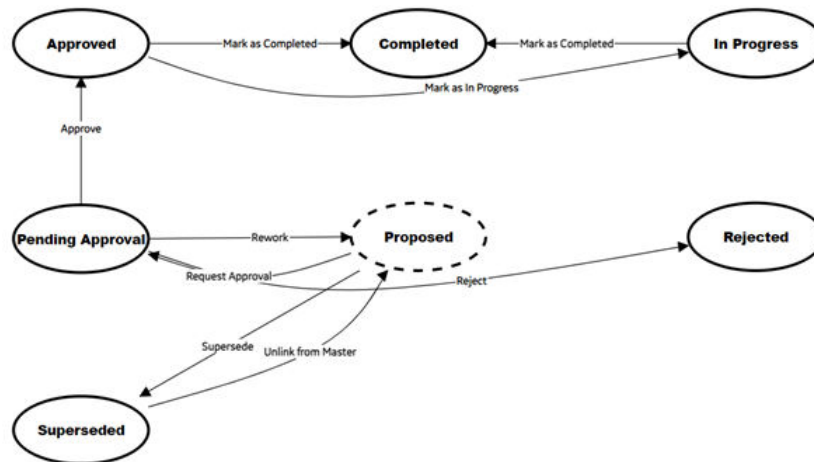 Approved
Mark as Completed
Completed
Mark as Completed
In Progress
Mark as In Progress
Approve
Pending Approval
Rework
Proposed
Rejected
Request Approval
Reject
Supersede
Unlink from Master
Superseded